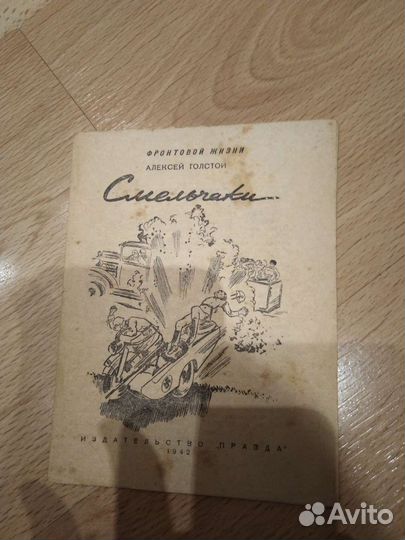 ФРОНТОВОЙ ЖИЗНИ
АЛЕКСЕЙ ТОЛСТОЙ
Смельчаки...
ИЗДАТЕЛЬСТВО "ПРАВДА"
1942
Avito